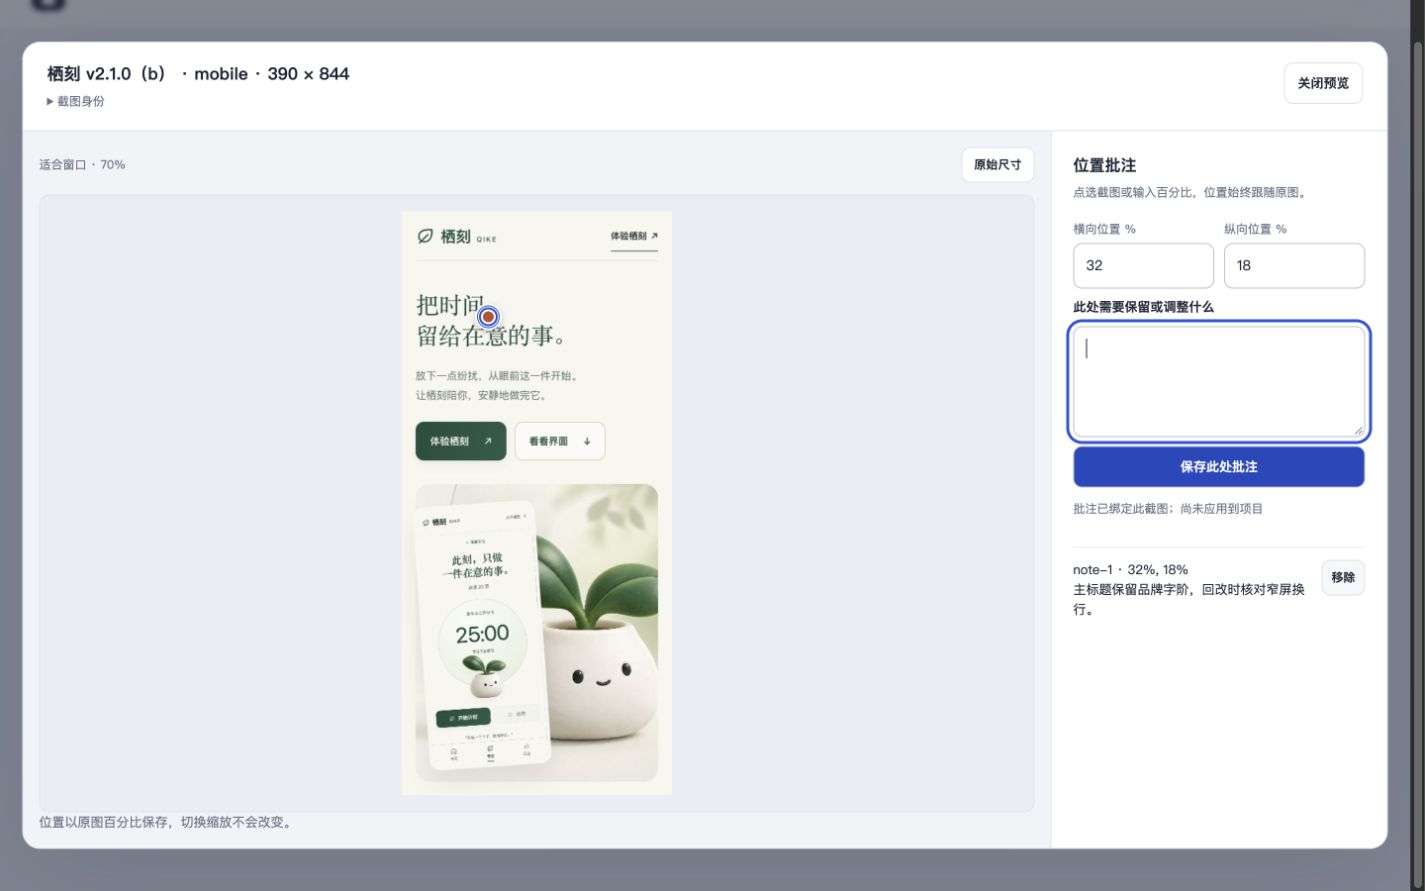 栖刻 v2.1.0（b） · mobile · 390 × 844
▶ 截图身份
关闭预览
适合窗口 · 70%
原始尺寸
栖刻 QIKE
体验栖刻 ↗
把时间
留给在意的事。
放下一点纷扰，从眼前这一件开始。
让栖刻陪你，安静地做完它。
体验栖刻 ↗
看看界面 ↓
栖刻
此刻，只做
一件在意的事。
25:00
开始计时
位置以原图百分比保存，切换缩放不会改变。
位置批注
点选截图或输入百分比，位置始终跟随原图。
横向位置 %
纵向位置 %
32
18
此处需要保留或调整什么
保存此处批注
批注已绑定此截图；尚未应用到项目
note-1 · 32%, 18%
主标题保留品牌字阶，回改时核对窄屏换
行。
移除